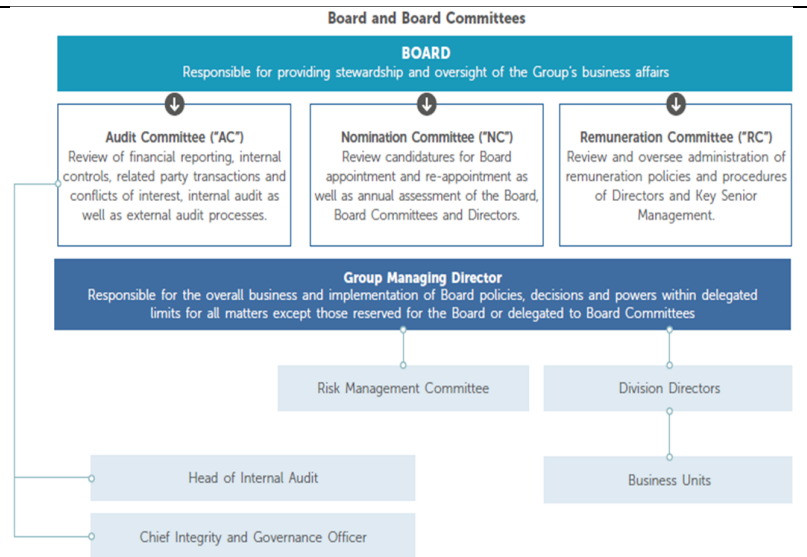 Board and Board Committees
BOARD
Responsible for providing stewardship and oversight of the Group's business affairs
Audit Committee ("AC")
Review of financial reporting, internal
controls, related party transactions and
conflicts of interest, internal audit as
well as external audit processes.
Nomination Committee ("NC")
Review candidatures for Board
appointment and re-appointment as
well as annual assessment of the Board,
Board Committees and Directors.
Remuneration Committee ("RC")
Review and oversee administration of
remuneration policies and procedures
of Directors and Key Senior
Management.
Group Managing Director
Responsible for the overall business and implementation of Board policies, decisions and powers within delegated
limits for all matters except those reserved for the Board or delegated to Board Committees
Risk Management Committee
Division Directors
Head of Internal Audit
Business Units
Chief Integrity and Governance Officer